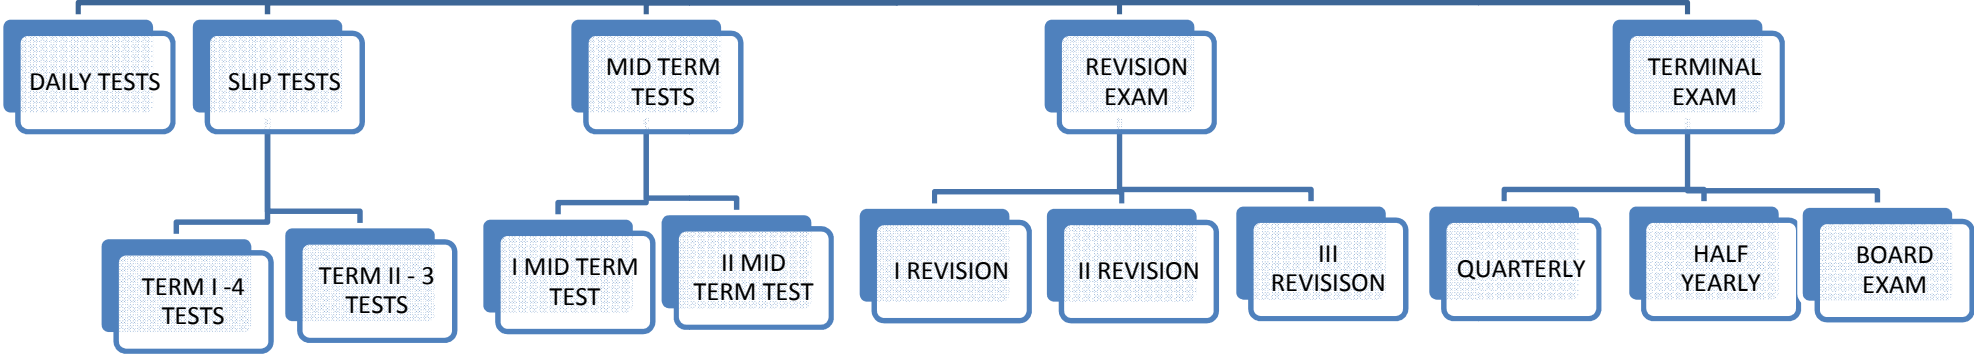 DAILY TESTS
SLIP TESTS
MID TERM
TESTS
REVISION
EXAM
TERMINAL
EXAM
TERM I -4
TESTS
TERM II - 3
TESTS
I MID TERM
TEST
II MID
TERM TEST
I REVISION
II REVISION
III
REVISISON
QUARTERLY
HALF
YEARLY
BOARD
EXAM